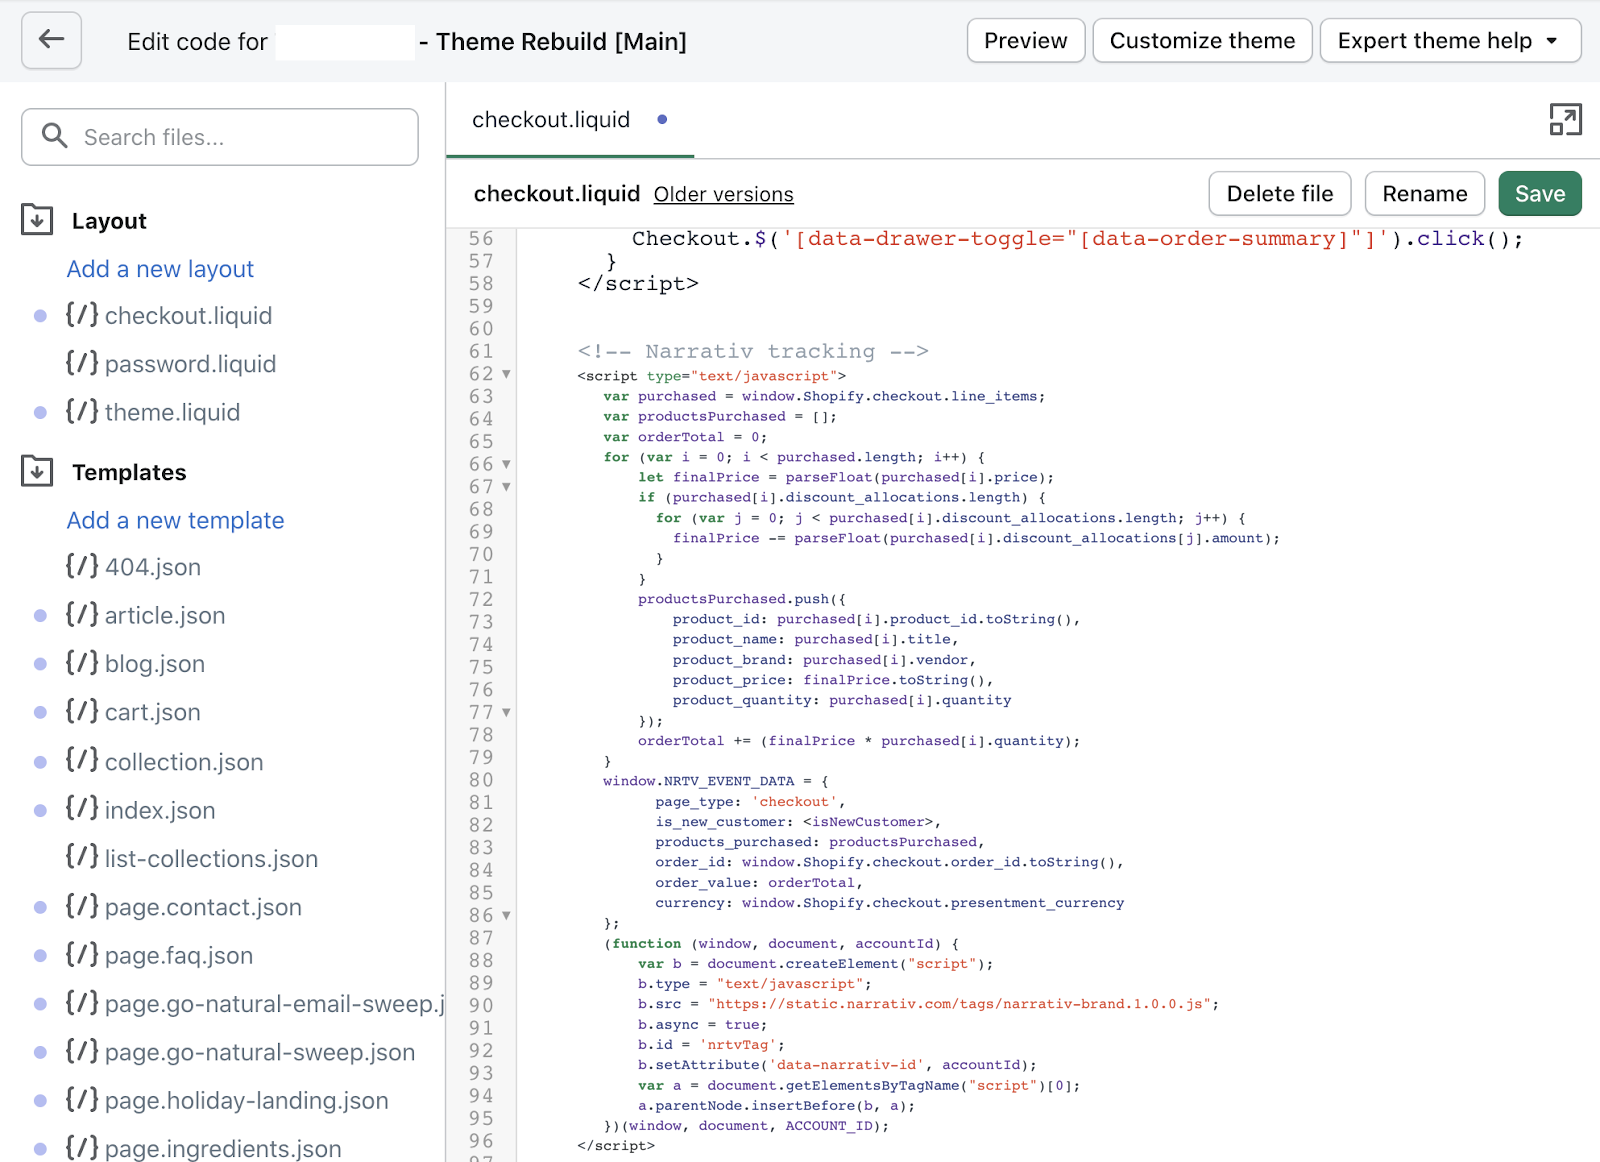 Edit code for - Theme Rebuild [Main]
Preview
Customize theme
Expert theme help
Search files...
Layout
Add a new layout
{/} checkout.liquid
{/} password.liquid
{/} theme.liquid
Templates
Add a new template
{/} 404.json
{/} article.json
{/} blog.json
{/} cart.json
{/} collection.json
{/} index.json
{/} list-collections.json
{/} page.contact.json
{/} page.faq.json
{/} page.go-natural-email-sweep.j
{/} page.go-natural-sweep.json
{/} page.holiday-landing.json
{/} page.ingredients.json
checkout.liquid
checkout.liquid Older versions
Delete file
Rename
Save
56 Checkout.$('[data-drawer-toggle="[data-order-summary]"]').click();
57 }
58 </script>
59
60
61 <!-- Narrativ tracking -->
62 <script type="text/javascript">
63 var purchased = window.Shopify.checkout.line_items;
64 var productsPurchased = [];
65 var orderTotal = 0;
66 for (var i = 0; i < purchased.length; i++) {
67 let finalPrice = parseFloat(purchased[i].price);
68 if (purchased[i].discount_allocations.length) {
69 for (var j = 0; j < purchased[i].discount_allocations.length; j++) {
70 finalPrice -= parseFloat(purchased[i].discount_allocations[j].amount);
71 }
72 }
73 productsPurchased.push({
74 product_id: purchased[i].product_id.toString(),
75 product_name: purchased[i].title,
76 product_brand: purchased[i].vendor,
77 product_price: finalPrice.toString(),
78 product_quantity: purchased[i].quantity
79 });
80 orderTotal += (finalPrice * purchased[i].quantity);
81 }
82 window.NRTV_EVENT_DATA = {
83 page_type: 'checkout',
84 is_new_customer: <isNewCustomer>,
85 products_purchased: productsPurchased,
86 order_id: window.Shopify.checkout.order_id.toString(),
87 order_value: orderTotal,
88 currency: window.Shopify.checkout.presentment_currency
89 };
90 (function (window, document, accountId) {
91 var b = document.createElement("script");
92 b.type = "text/javascript";
93 b.src = "https://static.narrativ.com/tags/narrativ-brand.1.0.0.js";
94 b.async = true;
95 b.id = 'nrtvTag';
96 b.setAttribute('data-narrativ-id', accountId);
97 var a = document.getElementsByTagName("script")[0];
a.parentNode.insertBefore(b, a);
})(window, document, ACCOUNT_ID);
</script>